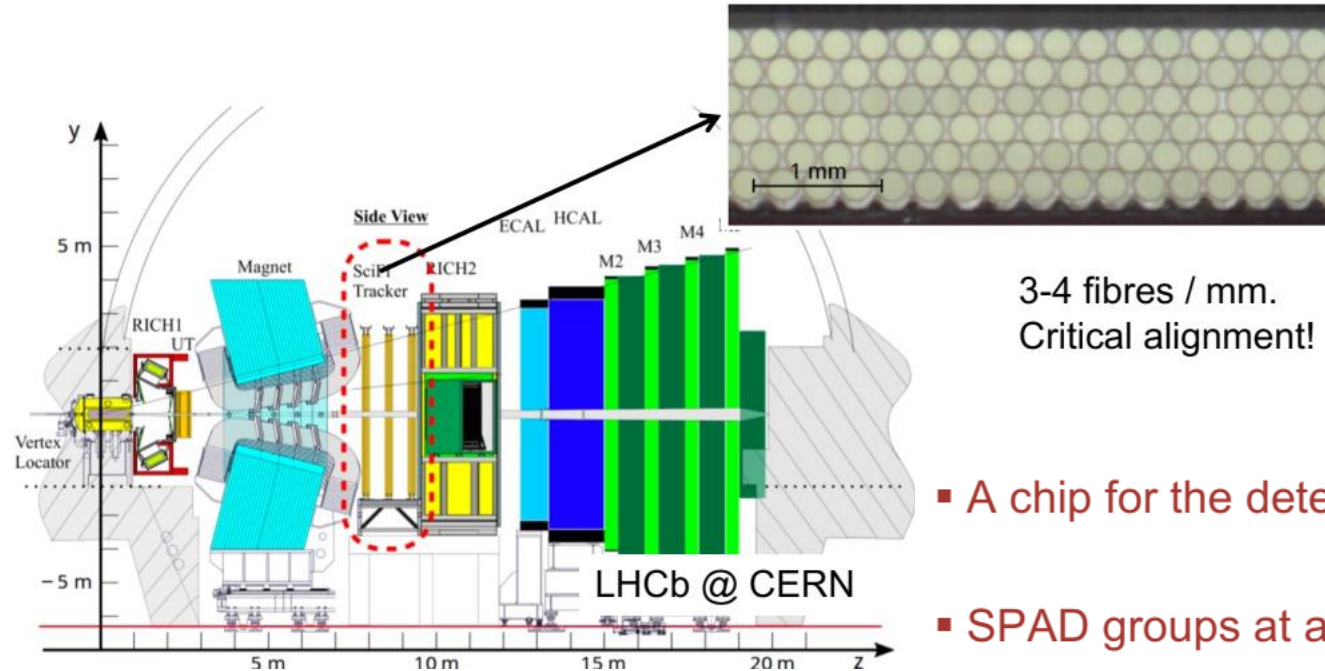 1 mm
y
Side View
ECAL
HCAL
M4
M3
M2
5 m
Magnet
SciFi
Tracker
RICH2
3-4 fibres / mm.
Critical alignment!
RICH1
UT
Vertex
Locator
▪ A chip for the dete
− 5 m
LHCb @ CERN
▪ SPAD groups at a
5 m
10 m
15 m
20 m
z